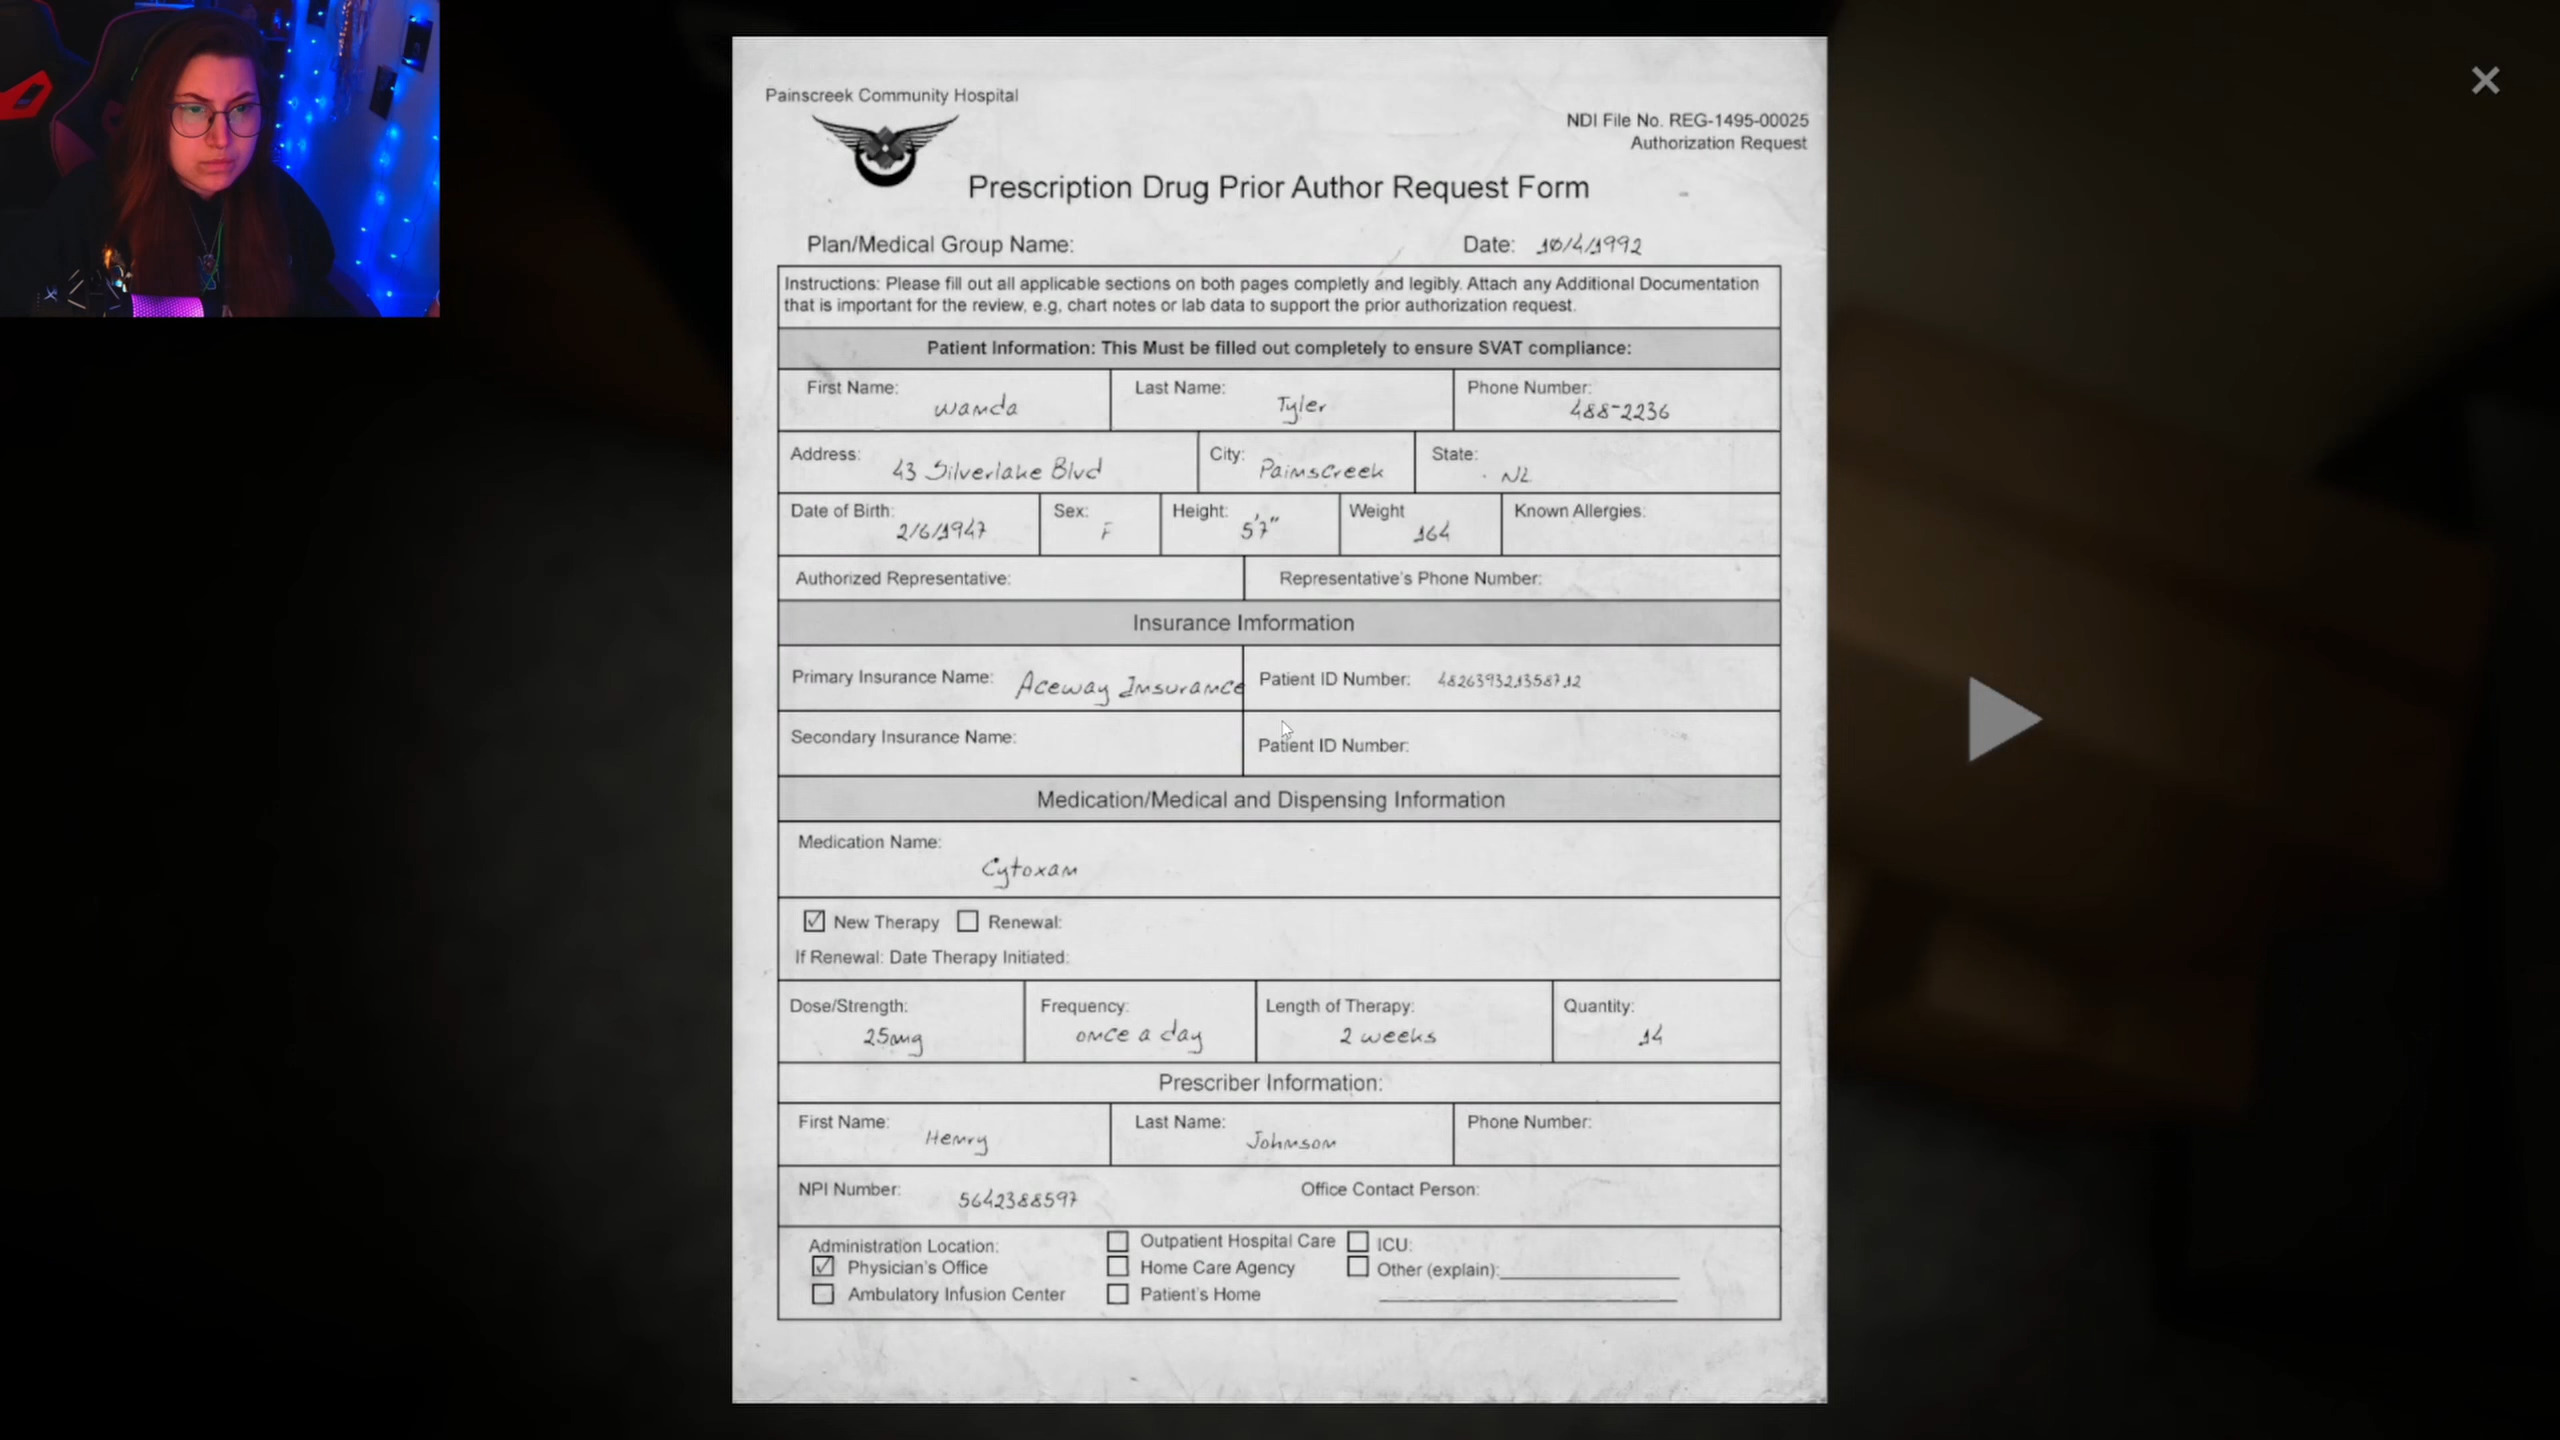 Painscreek Community Hospital
NDI File No. REG-1495-00025
Authorization Request
Prescription Drug Prior Author Request Form
Plan/Medical Group Name:
Date: 10/4/1992
Instructions: Please fill out all applicable sections on both pages completly and legibly. Attach any Additional Documentation
that is important for the review, e.g, chart notes or lab data to support the prior authorization request.
Patient Information: This Must be filled out completely to ensure SVAT compliance:
First Name: Wanda
Last Name: Tyler
Phone Number: 488-2236
Address: 43 Silverlake Blvd
City: Painscreek
State: NL
Date of Birth: 2/6/1947
Sex: F
Height: 5'7"
Weight 164
Known Allergies:
Authorized Representative:
Representative's Phone Number:
Insurance Imformation
Primary Insurance Name: Aceway Insurance
Patient ID Number: 482639321358712
Secondary Insurance Name:
Patient ID Number:
Medication/Medical and Dispensing Information
Medication Name:
Cytoxan
New Therapy
Renewal:
If Renewal: Date Therapy Initiated:
Dose/Strength: 25mg
Frequency: once a day
Length of Therapy: 2 weeks
Quantity: 14
Prescriber Information:
First Name: Henry
Last Name: Johnson
Phone Number:
NPI Number: 5642388597
Office Contact Person:
Administration Location:
Physician's Office
Ambulatory Infusion Center
Outpatient Hospital Care
Home Care Agency
Patient's Home
ICU:
Other (explain):